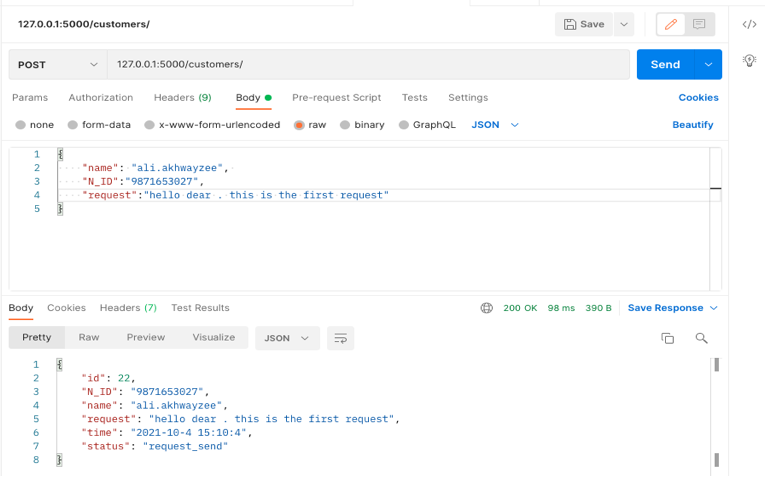 127.0.0.1:5000/customers/
Save
POST
127.0.0.1:5000/customers/
Send
Params Authorization Headers (9) Body Pre-request Script Tests Settings Cookies
none form-data x-www-form-urlencoded raw binary GraphQL JSON Beautify
1 {
2 "name": "ali.akhwayzee",
3 "N_ID":"9871653027",
4 "request":"hello dear . this is the first request"
5 }
Body Cookies Headers (7) Test Results 200 OK 98 ms 390 B Save Response
Pretty Raw Preview Visualize JSON
1 {
2 "id": 22,
3 "N_ID": "9871653027",
4 "name": "ali.akhwayzee",
5 "request": "hello dear . this is the first request",
6 "time": "2021-10-4 15:10:4",
7 "status": "request_send"
8 }